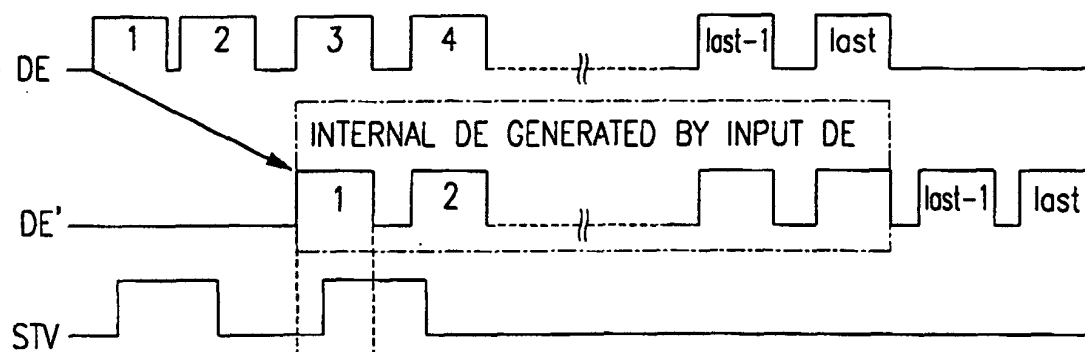 DE 1 2 3 4 last-1 last
INTERNAL DE GENERATED BY INPUT DE
DE' 1 2 last-1 last
STV